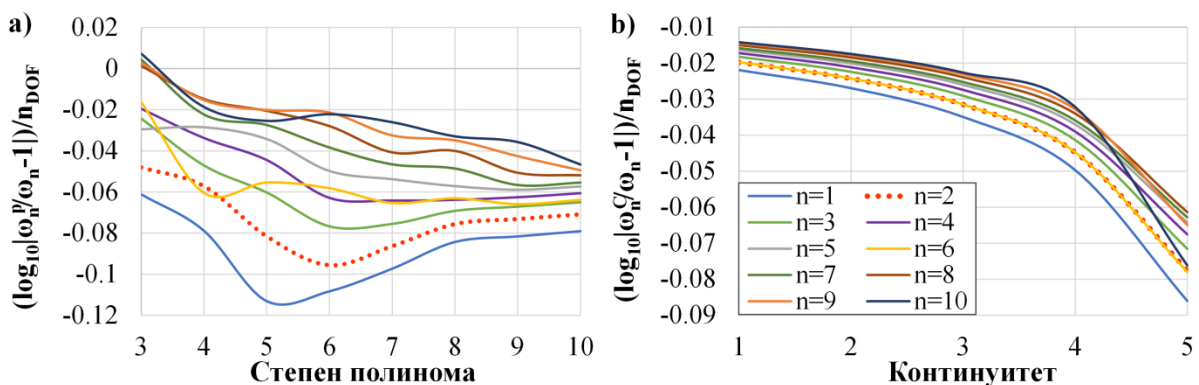 a)
(log₁₀|ωₙᵖ/ωₙ-1|)/n_DOF
0.02
0
-0.02
-0.04
-0.06
-0.08
-0.1
-0.12
3 4 5 6 7 8 9 10
Степен полинома
b)
(log₁₀|ωₙᶜ/ωₙ-1|)/n_DOF
-0.01
-0.02
-0.03
-0.04
-0.05
-0.06
-0.07
-0.08
-0.09
n=1 n=2
n=3 n=4
n=5 n=6
n=7 n=8
n=9 n=10
1 2 3 4 5
Континуитет